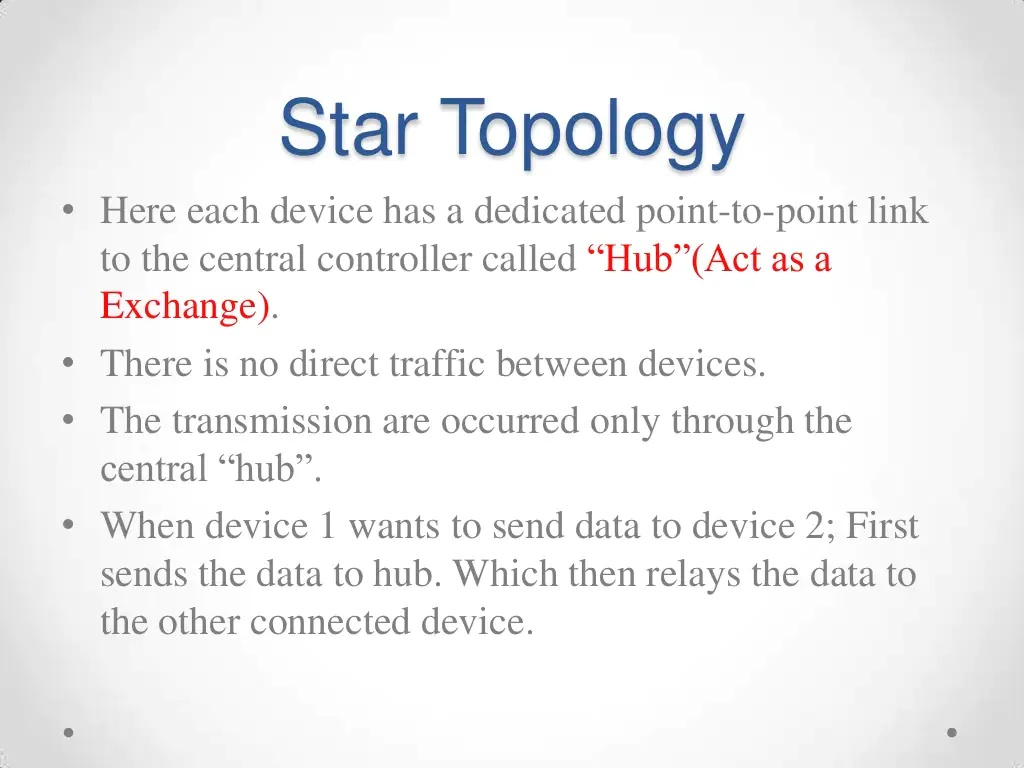 Star Topology
• Here each device has a dedicated point-to-point link
to the central controller called “Hub”(Act as a
Exchange).
• There is no direct traffic between devices.
• The transmission are occurred only through the
central “hub”.
• When device 1 wants to send data to device 2; First
sends the data to hub. Which then relays the data to
the other connected device.